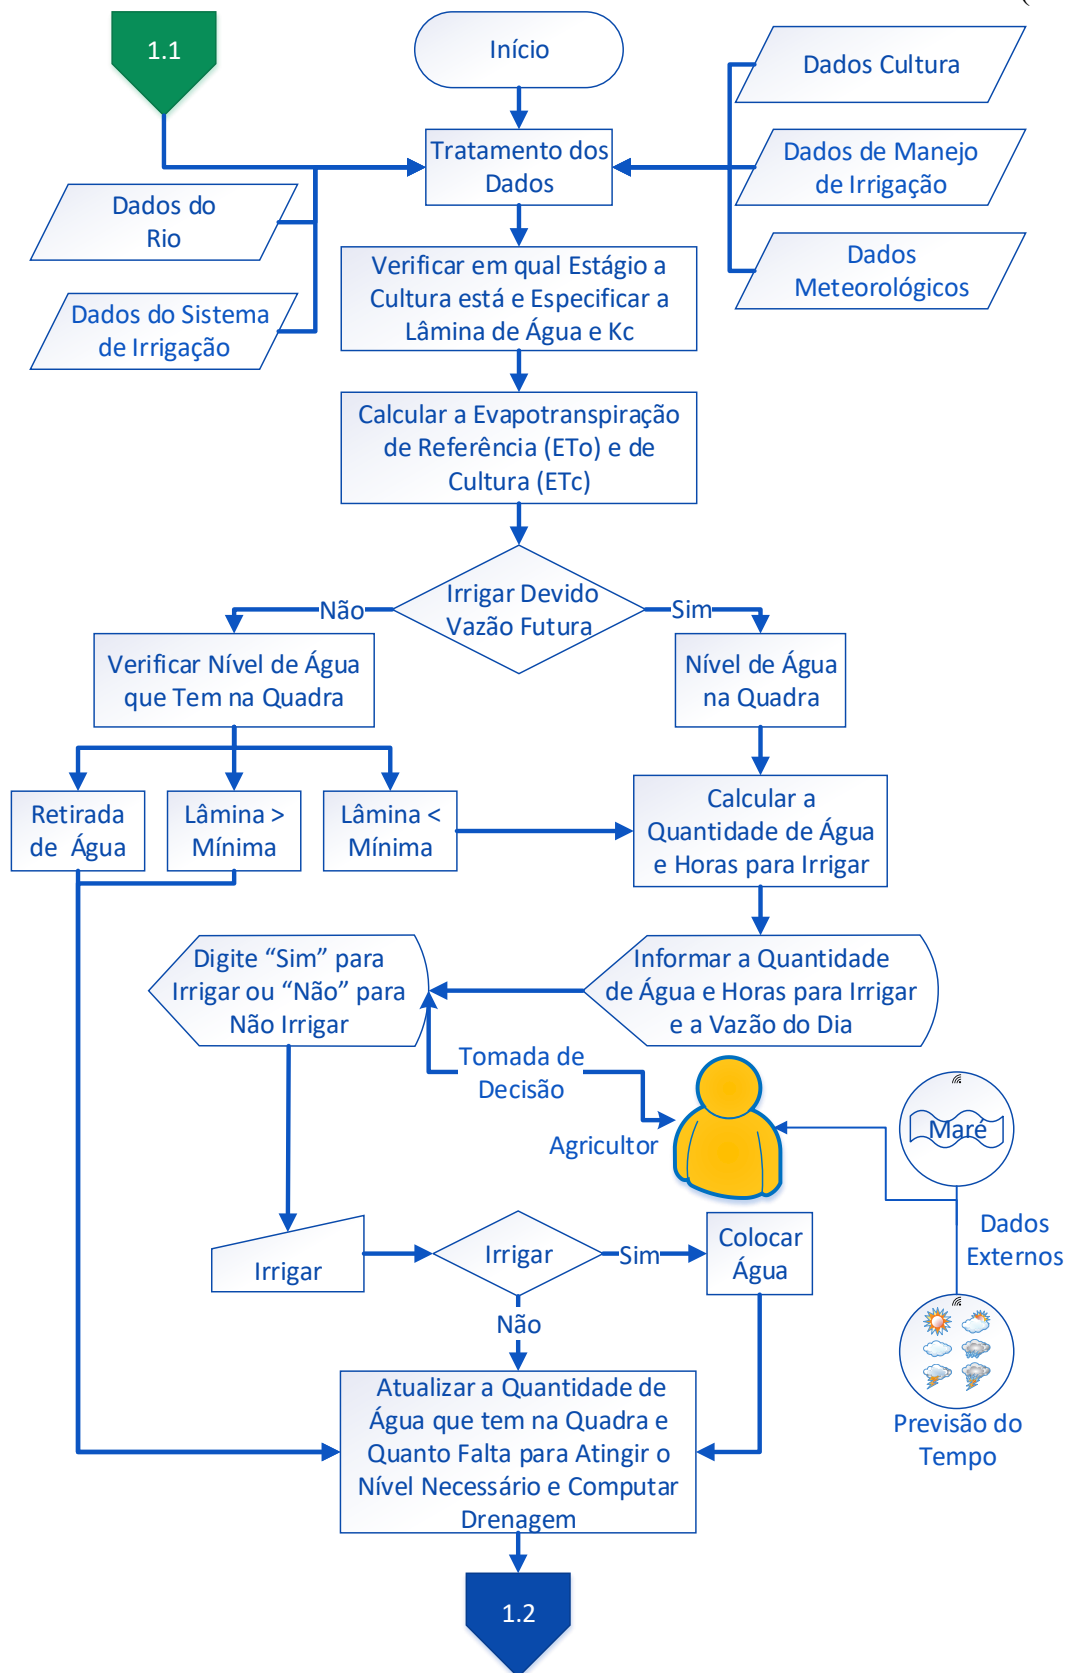 (
1.1
Início
Dados Cultura
Tratamento dos
Dados
Dados de Manejo
de Irrigação
Dados do
Rio
Dados
Meteorológicos
Verificar em qual Estágio a
Cultura está e Especificar a
Lâmina de Água e Kc
Dados do Sistema
de Irrigação
Calcular a Evapotranspiração
de Referência (ETo) e de
Cultura (ETc)
Irrigar Devido
Vazão Futura
Não
Sim
Verificar Nível de Água
que Tem na Quadra
Nível de Água
na Quadra
Retirada
de Água
Lâmina >
Mínima
Lâmina <
Mínima
Calcular a
Quantidade de Água
e Horas para Irrigar
Digite “Sim” para
Irrigar ou “Não” para
Não Irrigar
Informar a Quantidade
de Água e Horas para Irrigar
e a Vazão do Dia
Tomada de
Decisão
Agricultor
Maré
Dados
Externos
Irrigar
Irrigar
Sim
Colocar
Água
Não
Previsão do
Tempo
Atualizar a Quantidade de
Água que tem na Quadra e
Quanto Falta para Atingir o
Nível Necessário e Computar
Drenagem
1.2